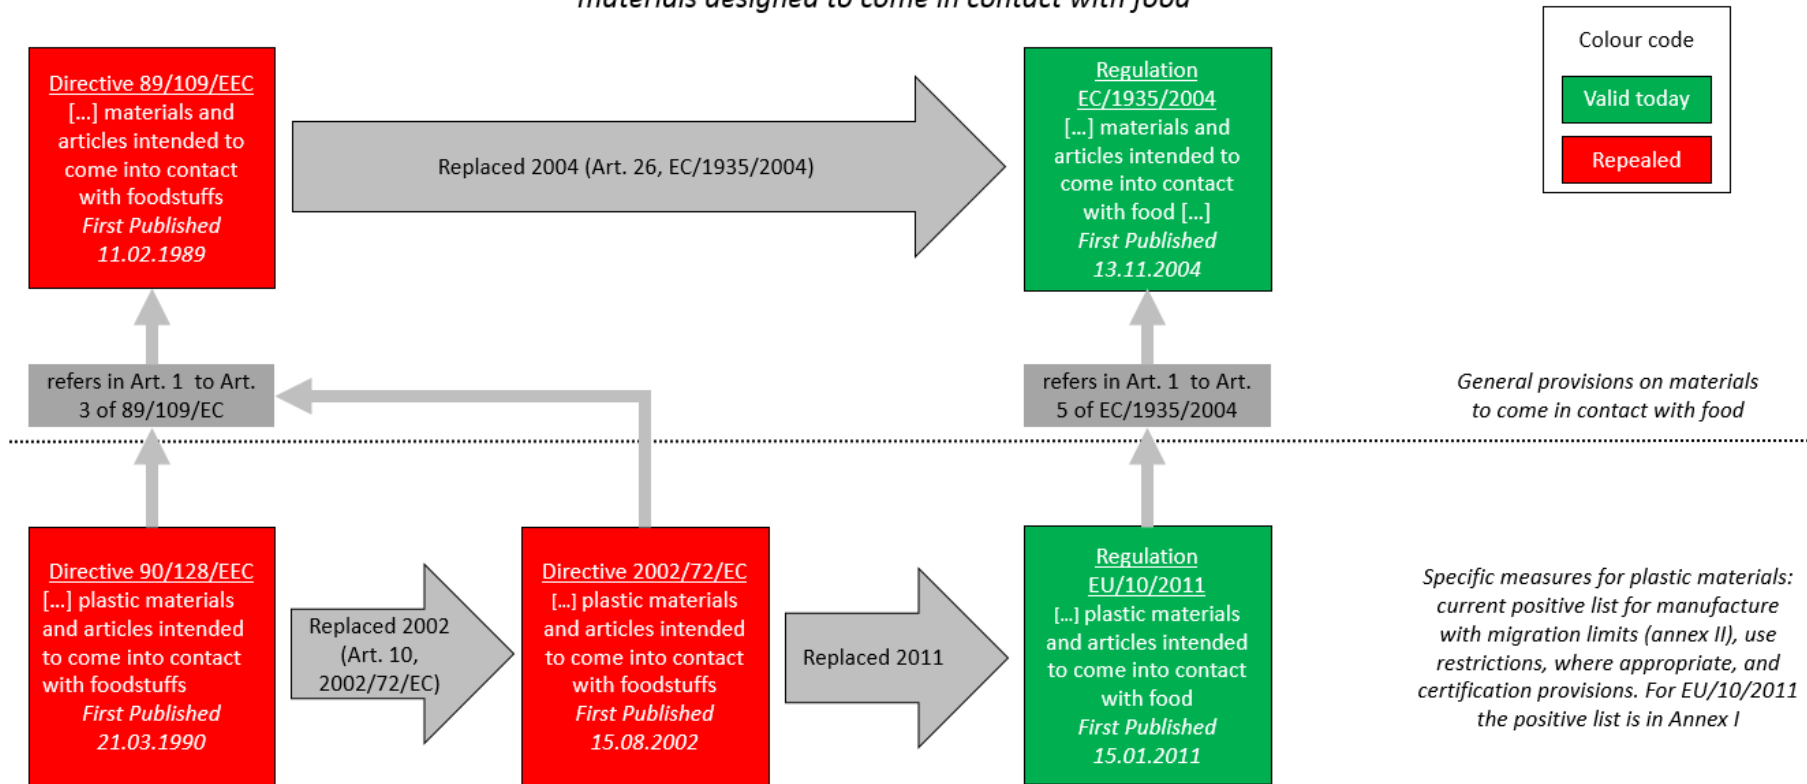 materials designed to come in contact with food
Colour code
Valid today
Repealed
Directive 89/109/EEC
[...] materials and
articles intended to
come into contact
with foodstuffs
First Published
11.02.1989
Replaced 2004 (Art. 26, EC/1935/2004)
Regulation
EC/1935/2004
[...] materials and
articles intended to
come into contact
with food [...]
First Published
13.11.2004
refers in Art. 1  to Art.
3 of 89/109/EC
refers in Art. 1  to Art.
5 of EC/1935/2004
General provisions on materials
to come in contact with food
Directive 90/128/EEC
[...] plastic materials
and articles intended
to come into contact
with foodstuffs
First Published
21.03.1990
Replaced 2002
(Art. 10,
2002/72/EC)
Directive 2002/72/EC
[...] plastic materials
and articles intended
to come into contact
with foodstuffs
First Published
15.08.2002
Replaced 2011
Regulation
EU/10/2011
[...] plastic materials
and articles intended
to come into contact
with food
First Published
15.01.2011
Specific measures for plastic materials:
current positive list for manufacture
with migration limits (annex II), use
restrictions, where appropriate, and
certification provisions. For EU/10/2011
the positive list is in Annex I